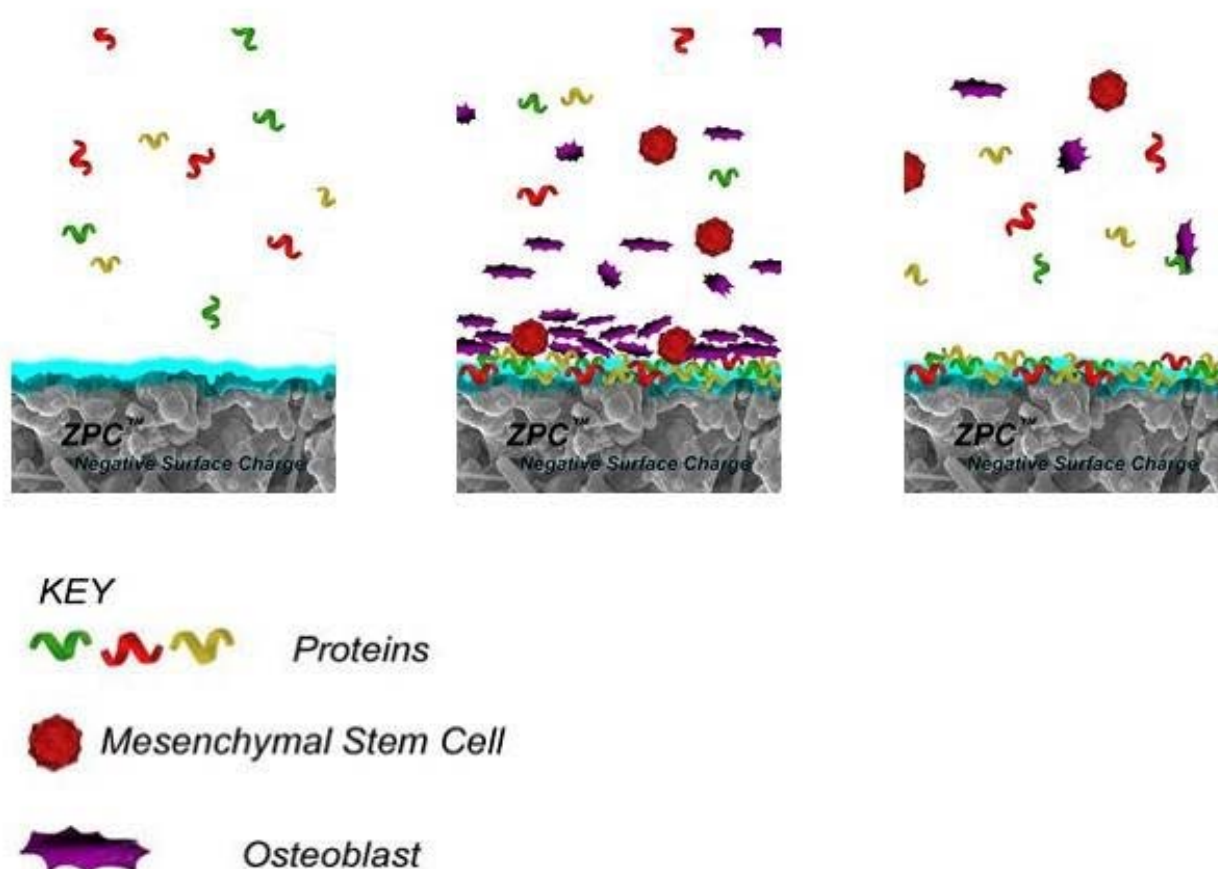 ZPC™
Negative Surface Charge
ZPC™
Negative Surface Charge
ZPC™
Negative Surface Charge
KEY
Proteins
Mesenchymal Stem Cell
Osteoblast